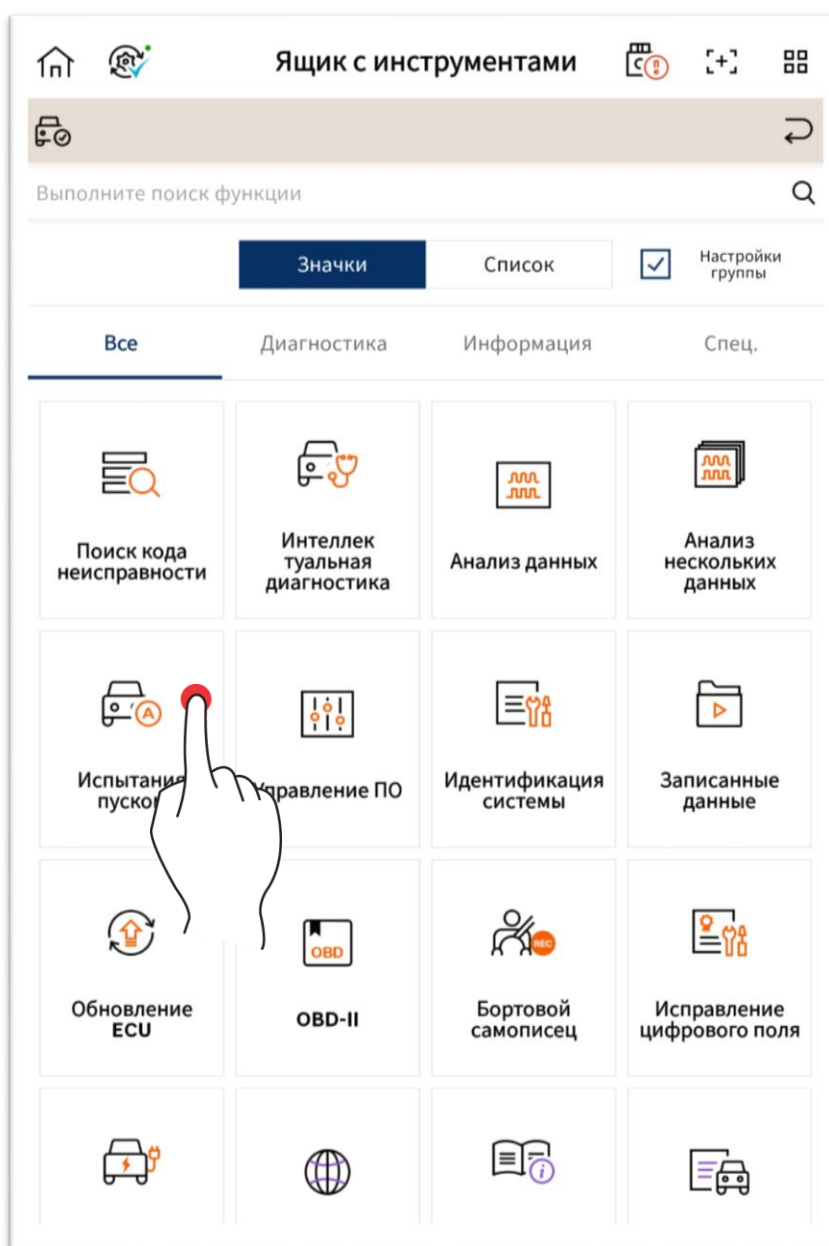 Ящик с инструментами
Выполните поиск функции
Значки
Список
Настройки
группы
Все
Диагностика
Информация
Спец.
Поиск кода
неисправности
Интеллек
туальная
диагностика
Анализ данных
Анализ
нескольких
данных
A
Испытания
Управление ПО
Идентификация
системы
Записанные
данные
Обновление
ECU
OBD
OBD-II
REC
Бортовой
самописец
Исправление
цифрового поля